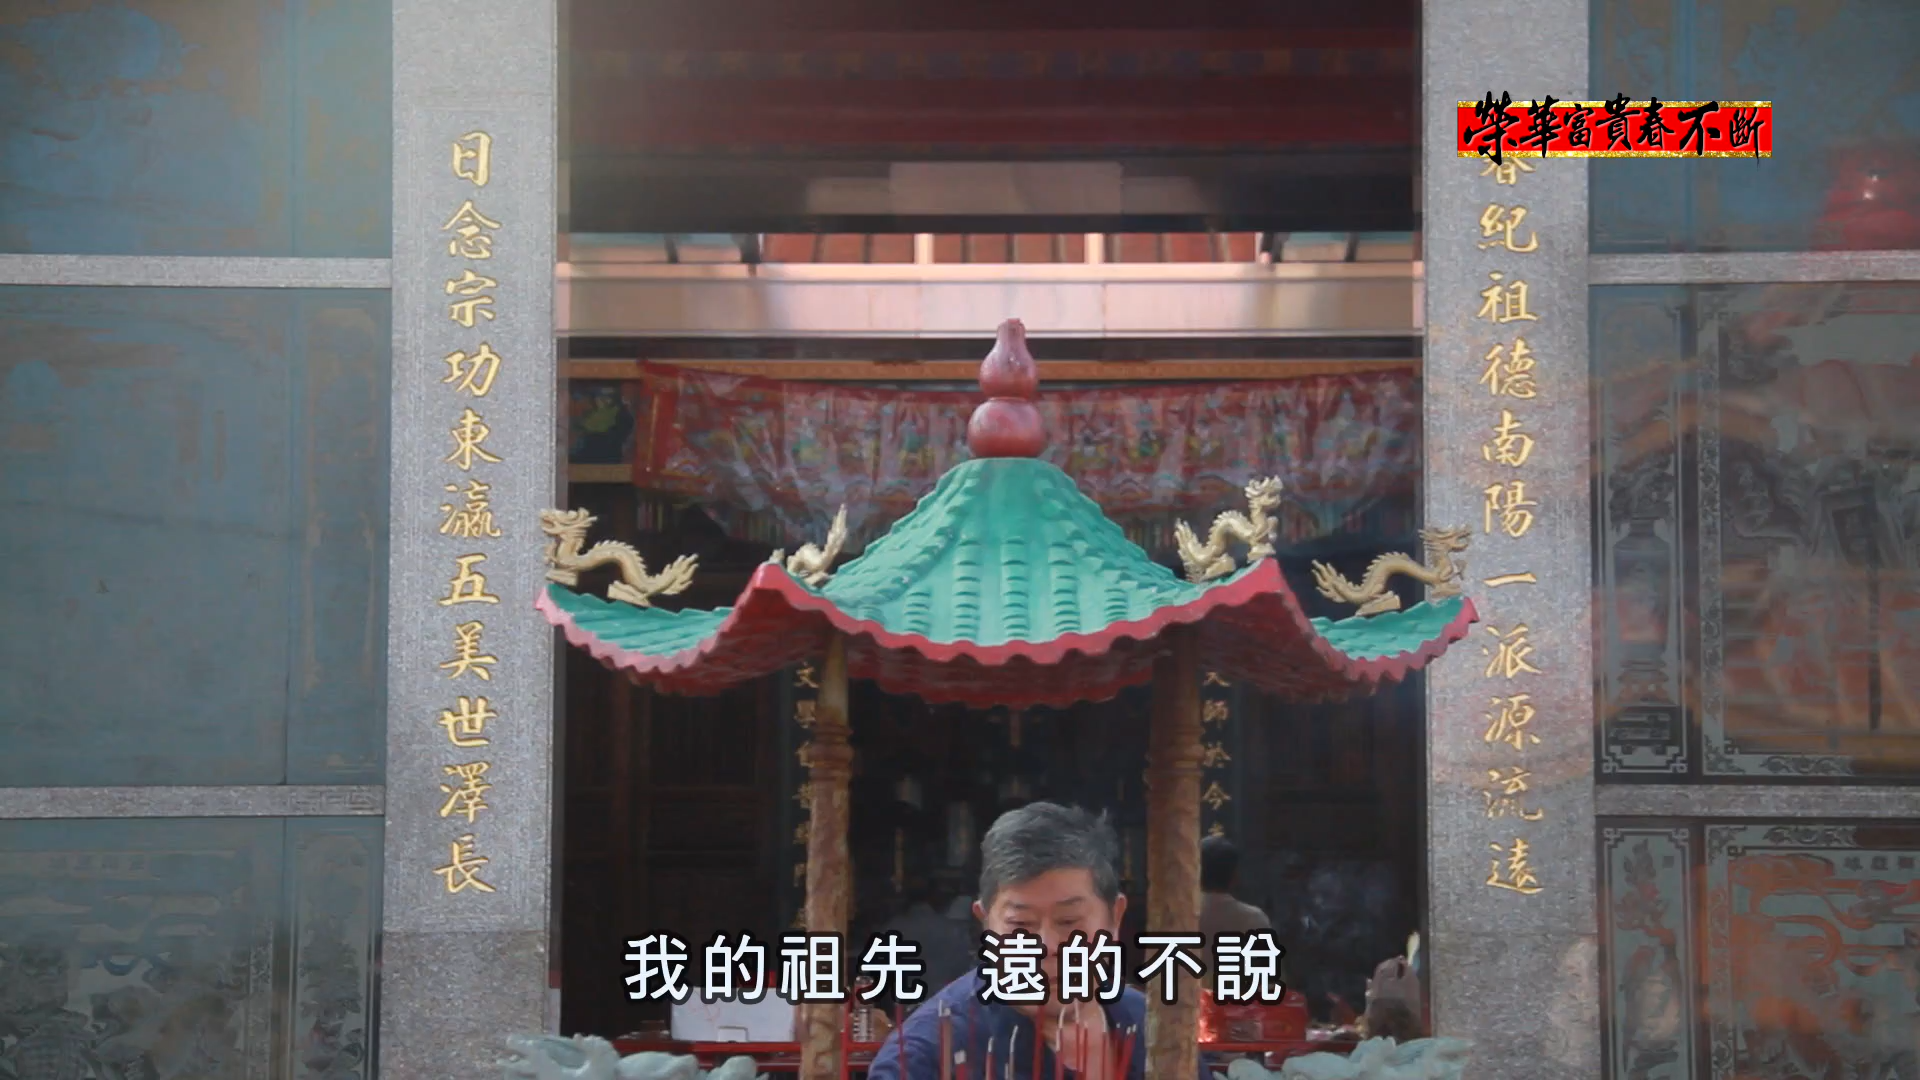 榮華富貴春不斷
春紀祖德南陽一派源流遠
日念宗功東瀛五美世澤長
我的祖先 遠的不說